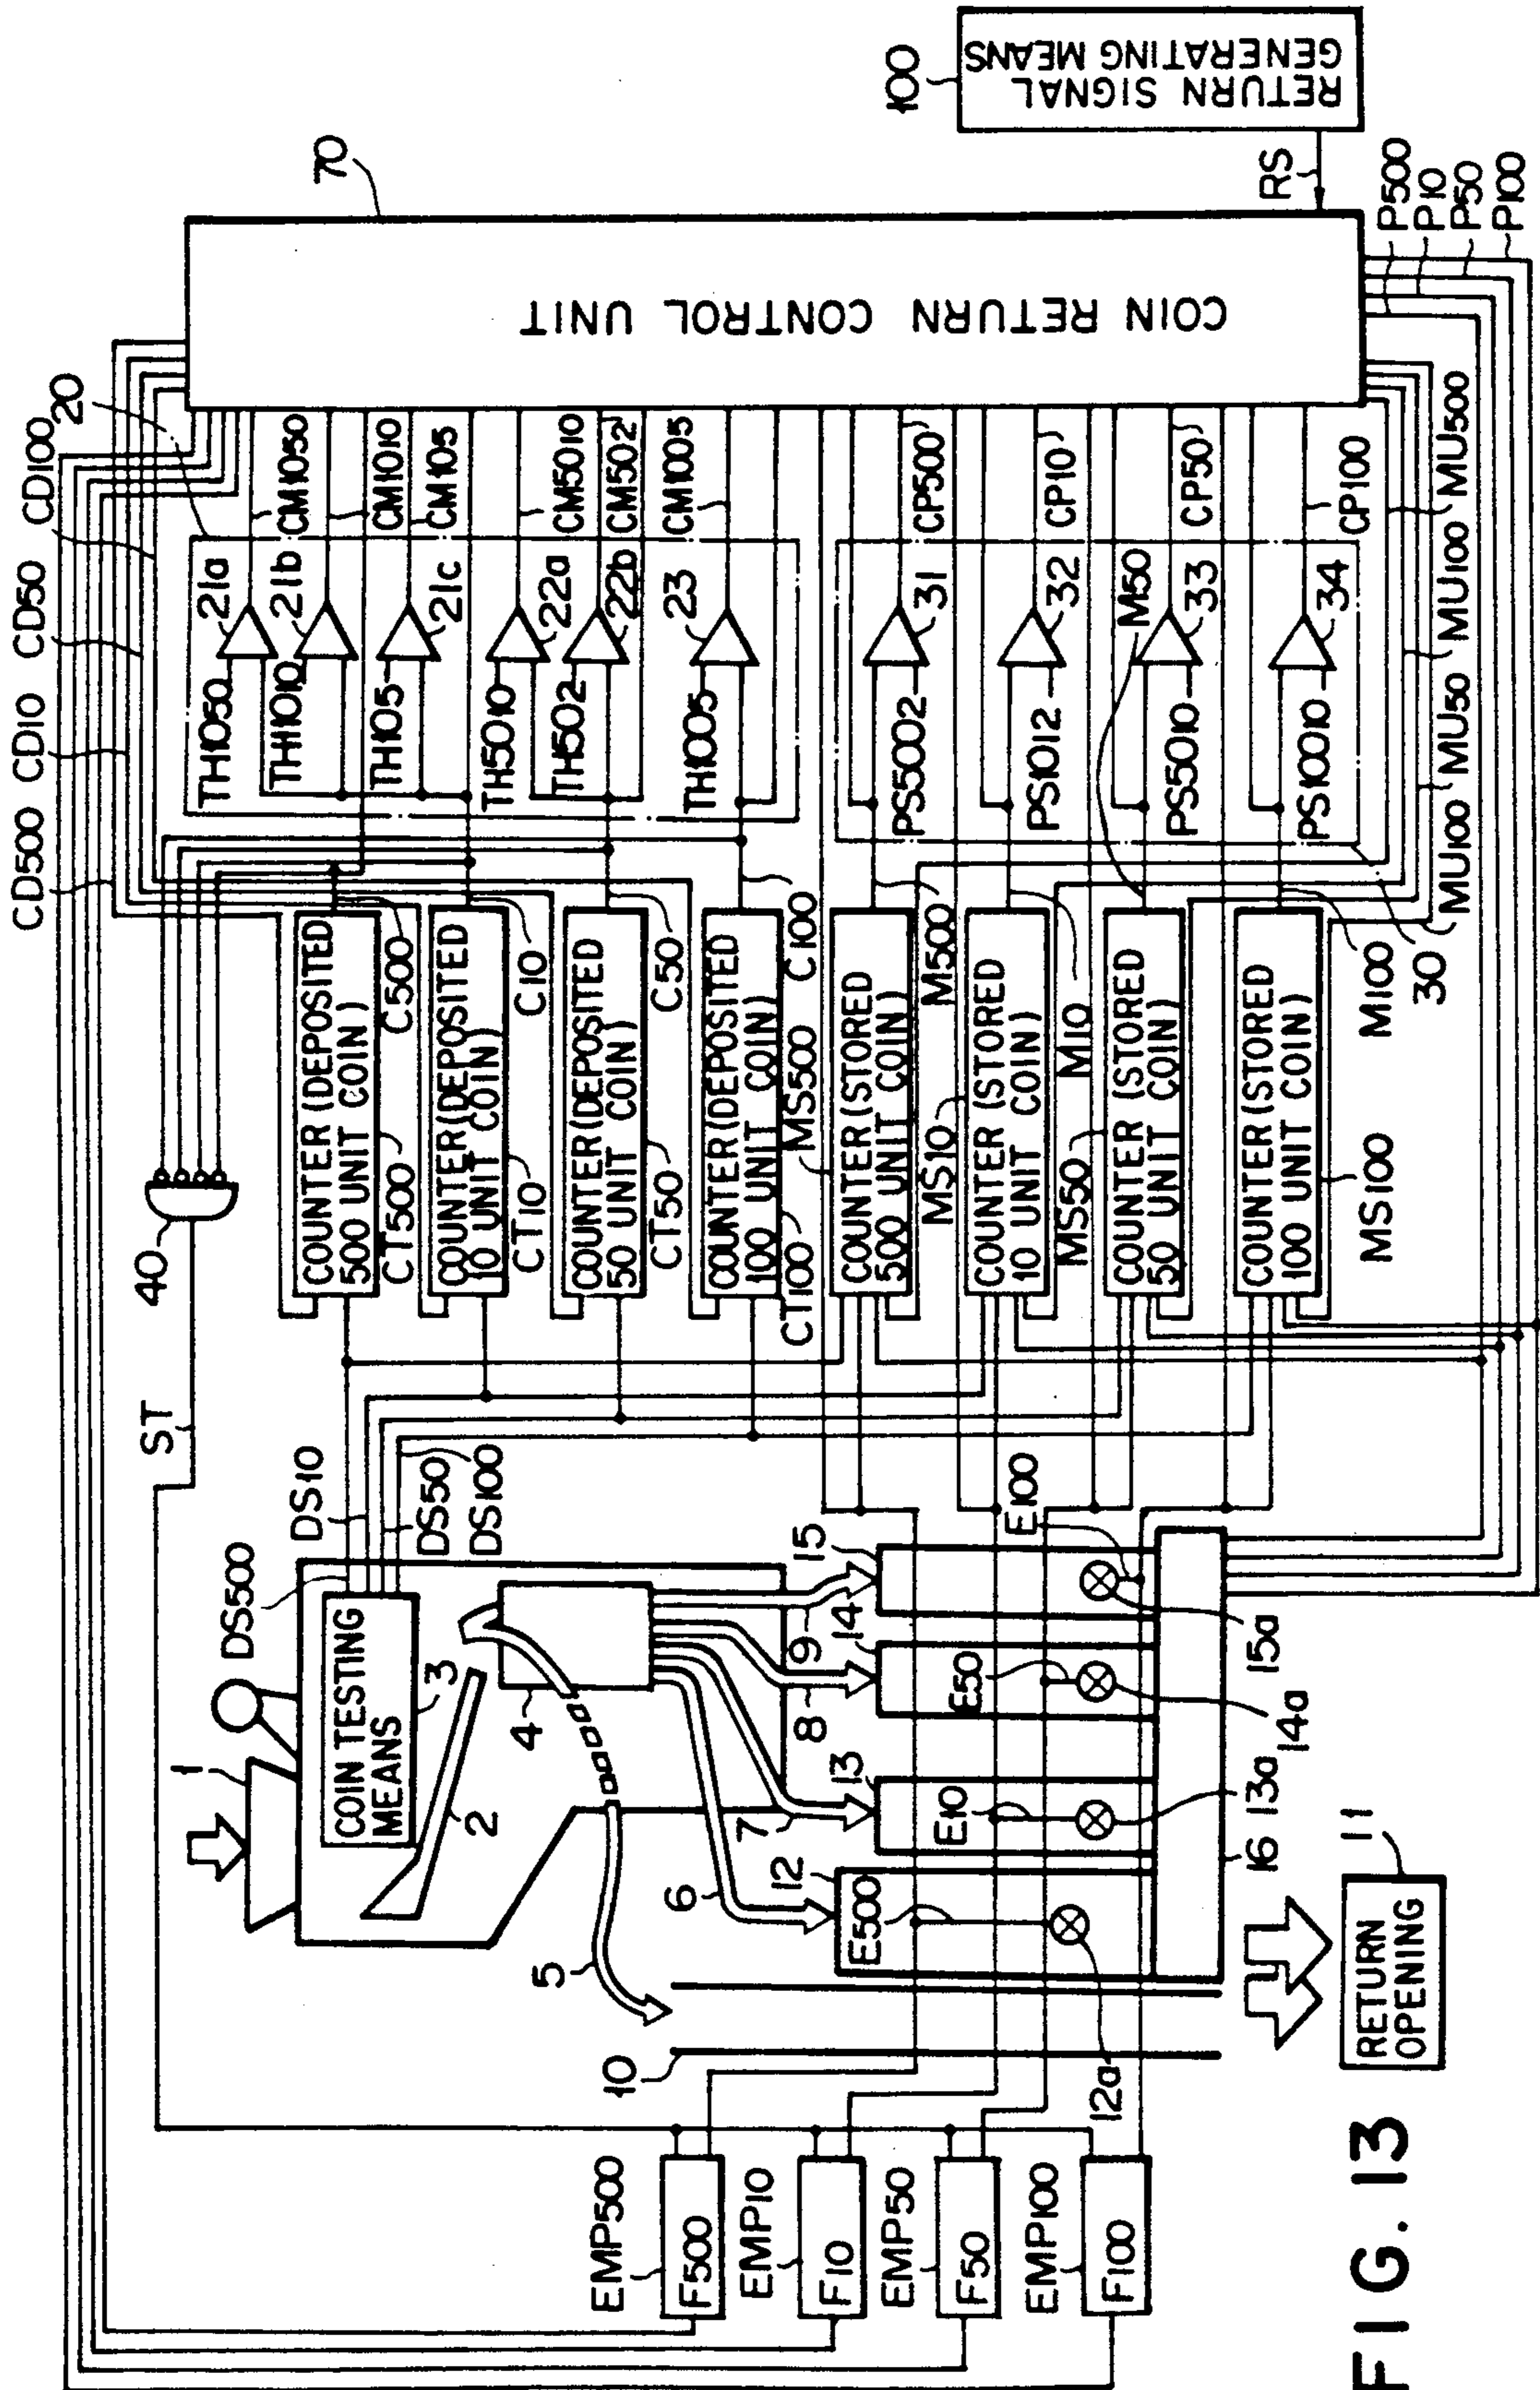 FIG. 13
CD500
CD10
CD50
CD100
20
70
40
ST
TH1050
21a
CM1050
TH1010
21b
CM1010
TH105
21c
CM105
TH5010
22a
CM5010
TH502
22b
CM502
TH1005
23
CM1005
31
CP500
PS5002
32
CP10
PS1012
M50
33
CP50
PS5010
34
CP100
PS10010
COIN RETURN CONTROL UNIT
100
RETURN SIGNAL
GENERATING MEANS
RS
P500
P10
P50
P100
MU500
MU100
MU50
MU100
30
COUNTER (DEPOSITED
500 UNIT COIN)
CT500
C500
COUNTER (DEPOSITED
10 UNIT COIN)
CT10
C10
COUNTER (DEPOSITED
50 UNIT COIN)
CT50
C50
COUNTER (DEPOSITED
100 UNIT COIN)
CT100
C100
MS500
COUNTER (STORED
500 UNIT COIN)
M500
MS10
COUNTER (STORED
10 UNIT COIN)
M10
MS50
COUNTER (STORED
50 UNIT COIN)
COUNTER (STORED
100 UNIT COIN)
M100
MS100
1
DS500
DS10
DS50
DS100
COIN TESTING
MEANS
3
2
4
5
6
7
8
9
10
12
13
14
15
E500
E10
E50
E100
12a
13a
14a
15a
16
11
RETURN
OPENING
EMP500
F500
EMP10
F10
EMP50
F50
EMP100
F100